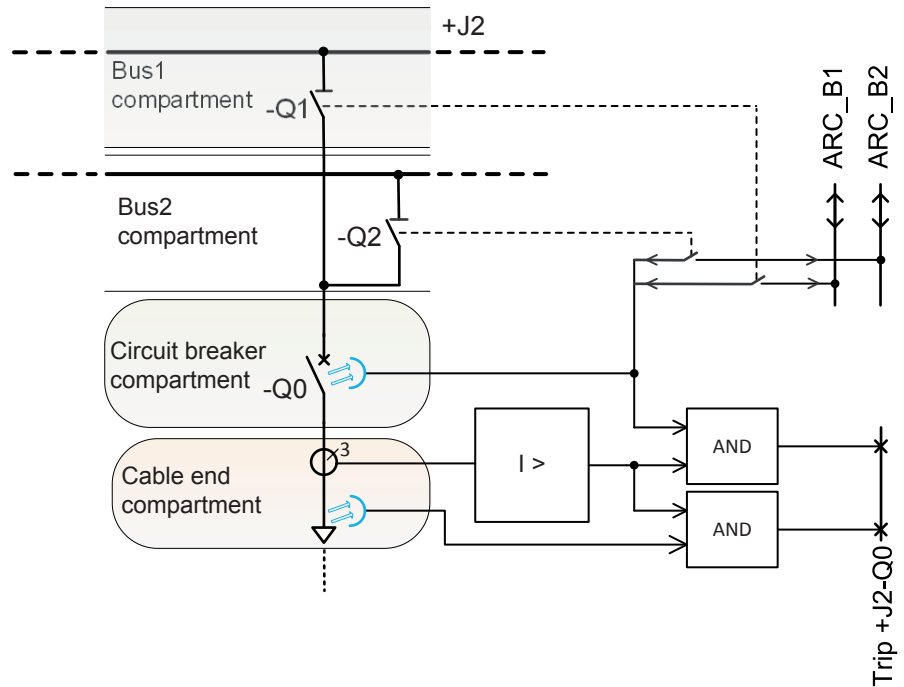 +J2
Bus1
compartment
-Q1
ARC_B1
ARC_B2
Bus2
compartment
-Q2
Circuit breaker
compartment
-Q0
3
Cable end
compartment
I >
AND
AND
Trip +J2-Q0